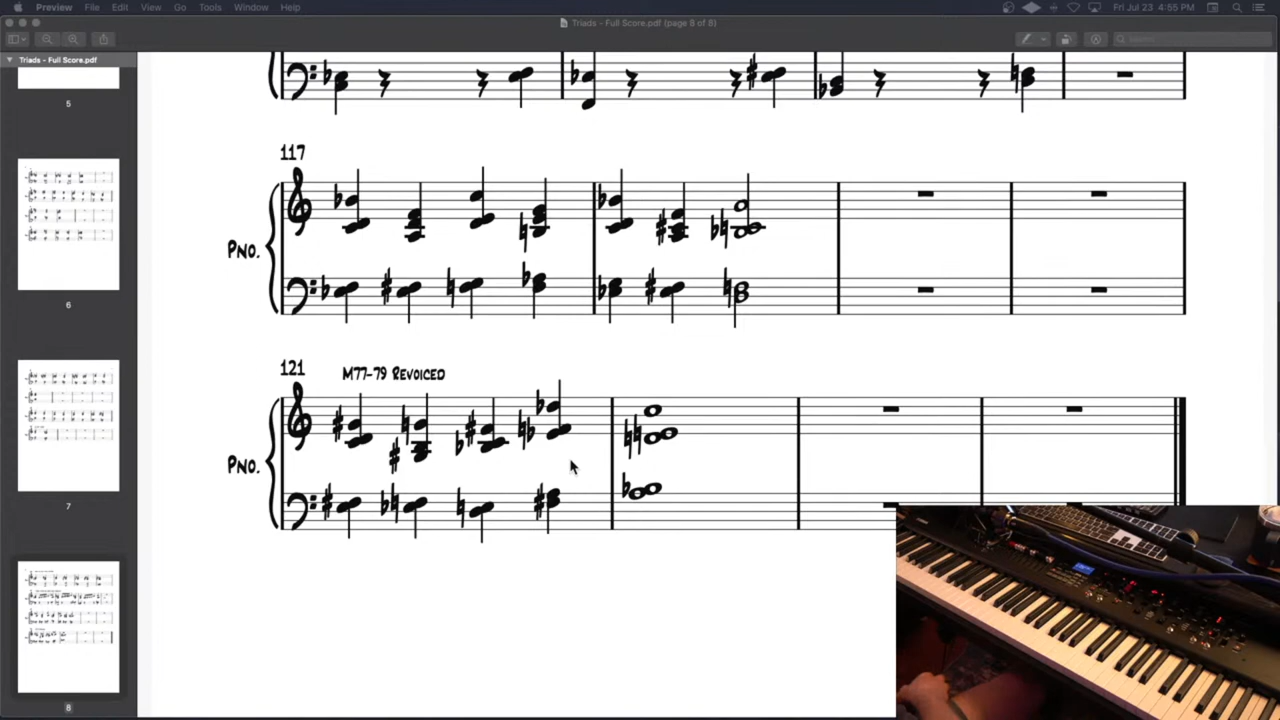 Preview File Edit View Go Tools Window Help
Fri Jul 23 4:55 PM
Triads - Full Score.pdf (page 8 of 8)
Triads - Full Score.pdf
5
6
7
8
117
PNO.
121
M77-79 REVOICED
PNO.